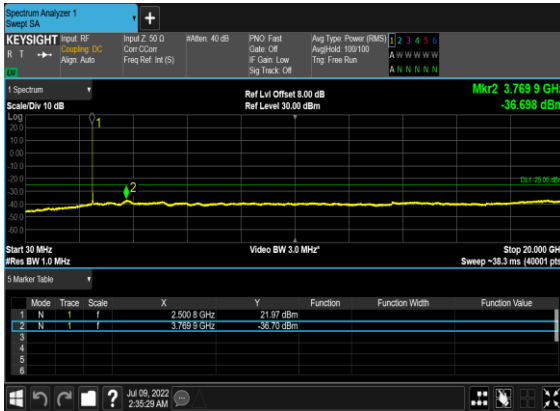 Spectrum Analyzer 1
Swept SA
+
KEYSIGHT Input: RF Input Z: 50 Ω #Atten: 40 dB PNO: Fast Avg Type: Power (RMS) 1 2 3 4 5 6
R T Coupling: DC Corr CCorr Gate: Off Avg|Hold: 100/100 A W W W W W
Align: Auto Freq Ref: Int (S) IF Gain: Low Trig: Free Run
Sig Track: Off A N N N N N
1 Spectrum
Scale/Div 10 dB Ref Lvl Offset 8.00 dB Mkr2 3.769 9 GHz
Ref Level 30.00 dBm -36.698 dBm
Log
20.0
10.0
0.00
-10.0
-20.0
-30.0
-40.0
-50.0
-60.0
1
2
DL1 -25.00 dBm
Start 30 MHz Video BW 3.0 MHz* Stop 20.000 GHz
#Res BW 1.0 MHz Sweep ~38.3 ms (40001 pts)
5 Marker Table
Mode Trace Scale X Y Function Function Width Function Value
1 N 1 f 2.500 8 GHz 21.97 dBm
2 N 1 f 3.769 9 GHz -36.70 dBm
3
4
5
6
? Jul 09, 2022
2:35:29 AM